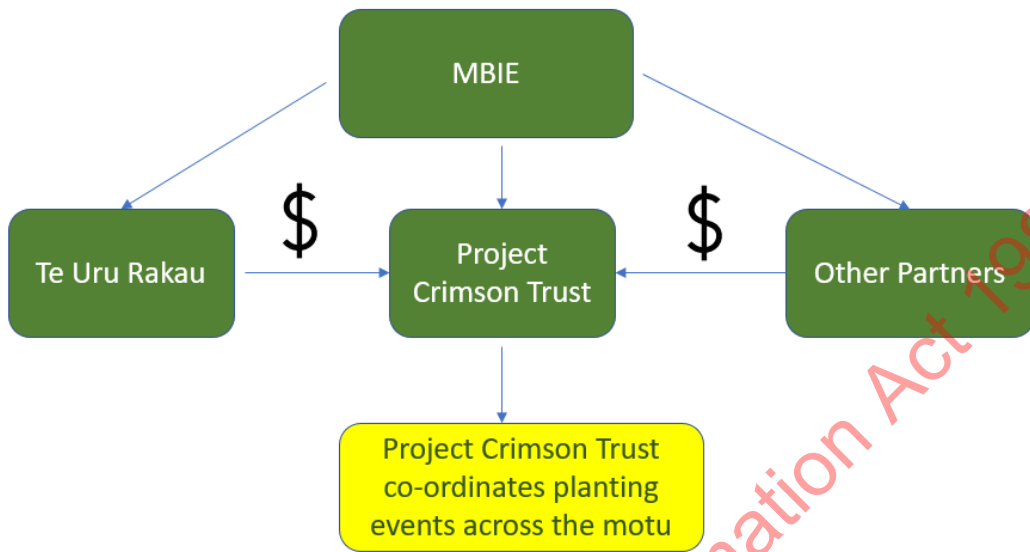 MBIE
$
$
Te Uru Rakau
Project
Crimson Trust
Other Partners
Project Crimson Trust
co-ordinates planting
events across the motu
Act